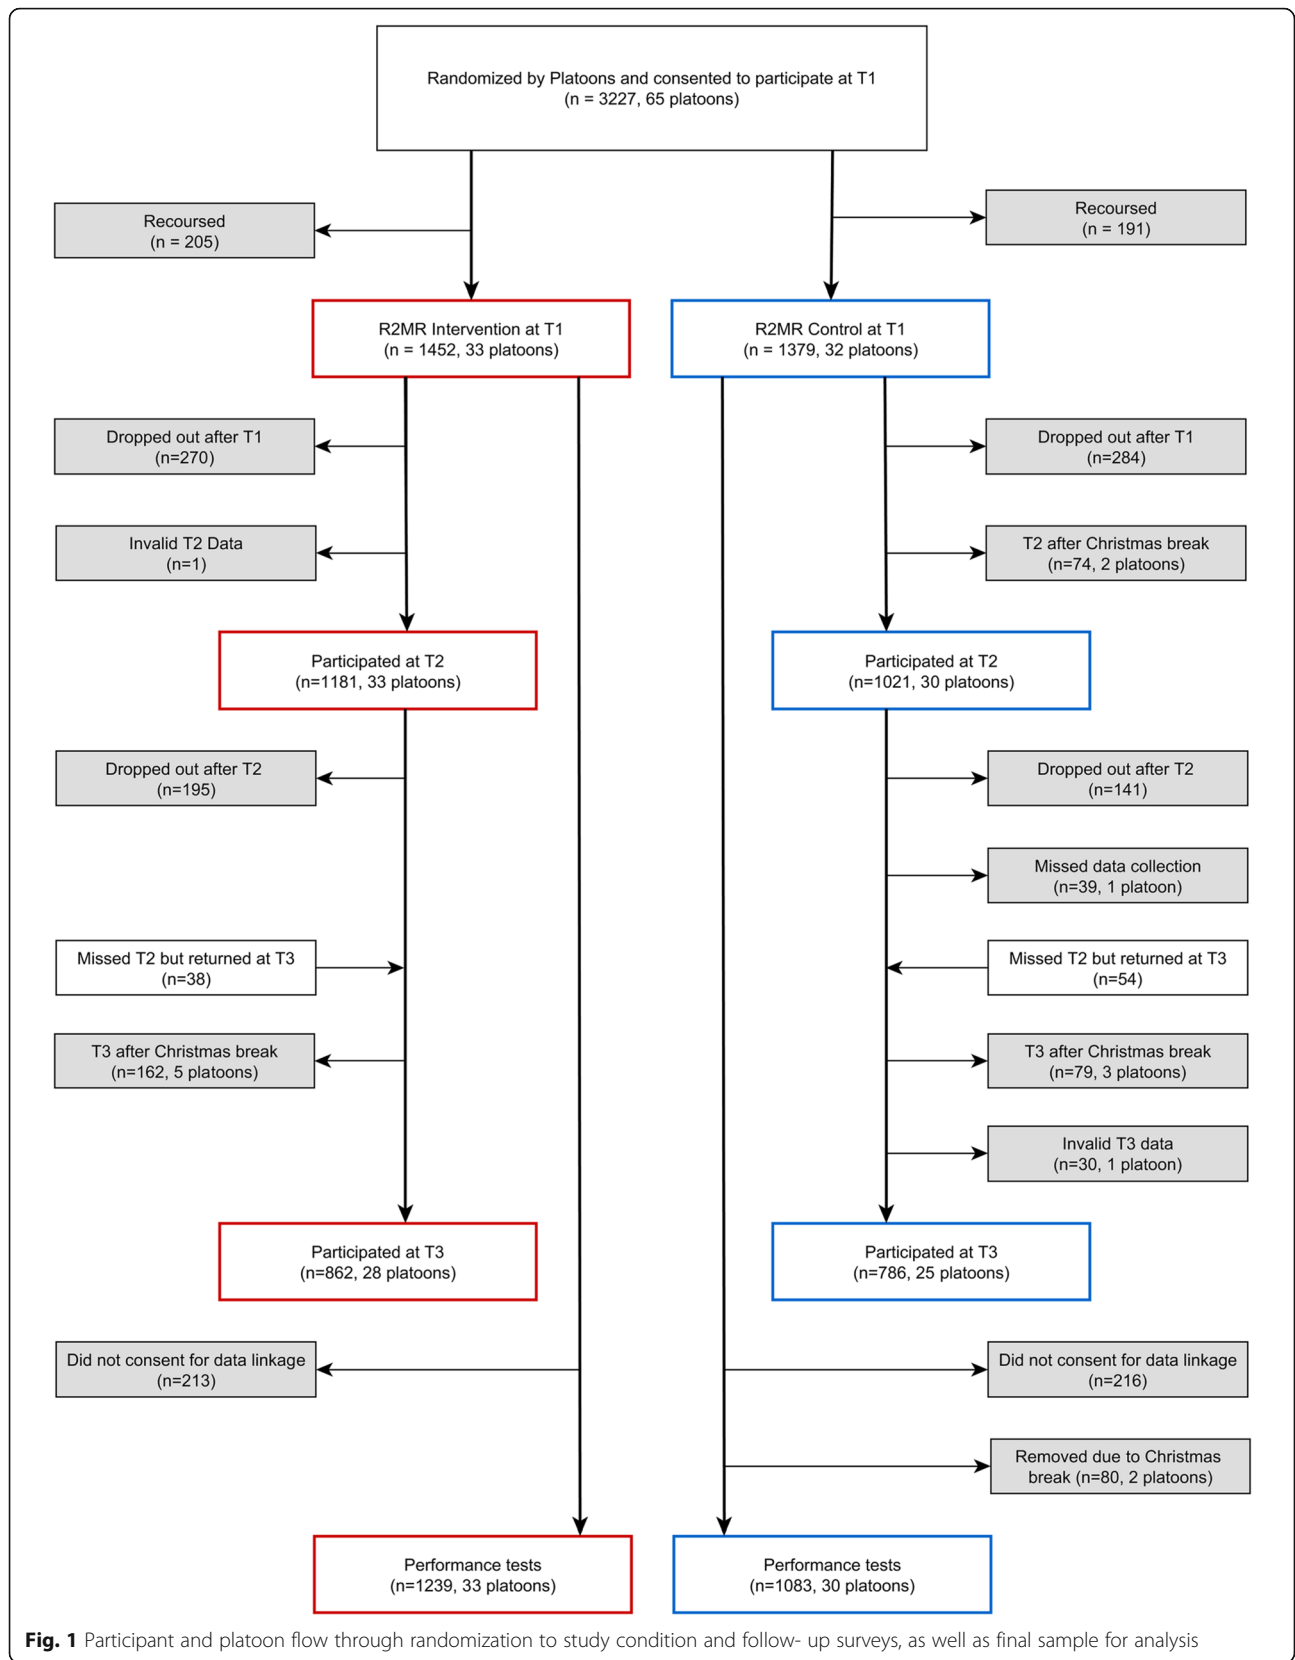 Randomized by Platoons and consented to participate at T1
(n = 3227, 65 platoons)
Recoursed
(n = 205)
Recoursed
(n = 191)
R2MR Intervention at T1
(n = 1452, 33 platoons)
R2MR Control at T1
(n = 1379, 32 platoons)
Dropped out after T1
(n=270)
Dropped out after T1
(n=284)
Invalid T2 Data
(n=1)
T2 after Christmas break
(n=74, 2 platoons)
Participated at T2
(n=1181, 33 platoons)
Participated at T2
(n=1021, 30 platoons)
Dropped out after T2
(n=195)
Dropped out after T2
(n=141)
Missed data collection
(n=39, 1 platoon)
Missed T2 but returned at T3
(n=38)
Missed T2 but returned at T3
(n=54)
T3 after Christmas break
(n=162, 5 platoons)
T3 after Christmas break
(n=79, 3 platoons)
Invalid T3 data
(n=30, 1 platoon)
Participated at T3
(n=862, 28 platoons)
Participated at T3
(n=786, 25 platoons)
Did not consent for data linkage
(n=213)
Did not consent for data linkage
(n=216)
Removed due to Christmas
break (n=80, 2 platoons)
Performance tests
(n=1239, 33 platoons)
Performance tests
(n=1083, 30 platoons)
Fig. 1 Participant and platoon flow through randomization to study condition and follow- up surveys, as well as final sample for analysis